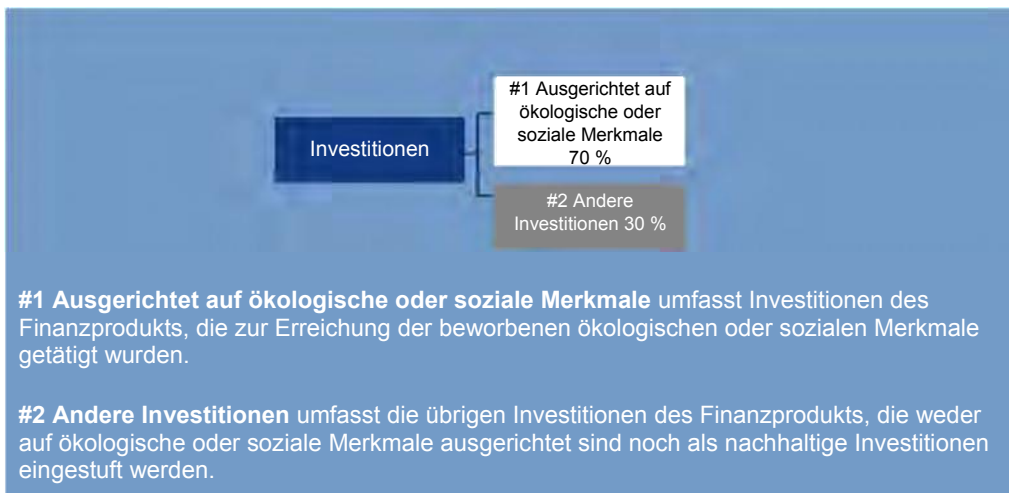 Investitionen
#1 Ausgerichtet auf
ökologische oder
soziale Merkmale
70 %
#2 Andere
Investitionen 30 %
#1 Ausgerichtet auf ökologische oder soziale Merkmale umfasst Investitionen des
Finanzprodukts, die zur Erreichung der beworbenen ökologischen oder sozialen Merkmale
getätigt wurden.
#2 Andere Investitionen umfasst die übrigen Investitionen des Finanzprodukts, die weder
auf ökologische oder soziale Merkmale ausgerichtet sind noch als nachhaltige Investitionen
eingestuft werden.